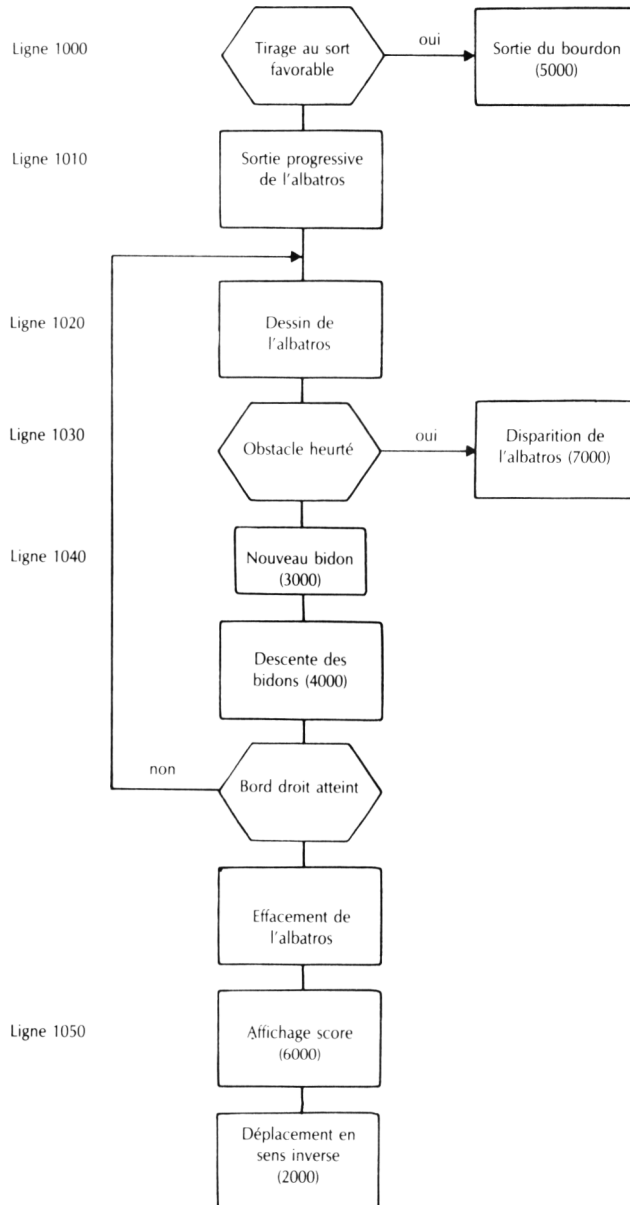 Ligne 1000
Tirage au sort
favorable
oui
Sortie du bourdon
(5000)
Ligne 1010
Sortie progressive
de l'albatros
Ligne 1020
Dessin de
l'albatros
Ligne 1030
Obstacle heurté
oui
Disparition de
l'albatros (7000)
Ligne 1040
Nouveau bidon
(3000)
Descente des
bidons (4000)
non
Bord droit atteint
Effacement de
l'albatros
Ligne 1050
Affichage score
(6000)
Déplacement en
sens inverse
(2000)